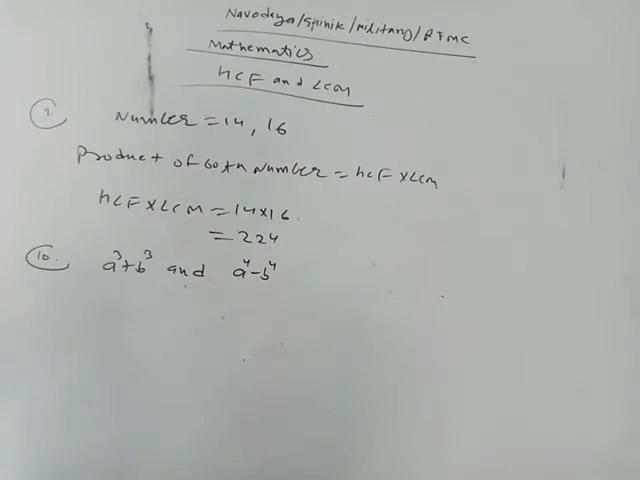 Navodaya/Sainik/military/RIMC
Mathematics
HCF and LCM
9. Number = 14, 16
Product of both Number = HCF × LCM
HCF × LCM = 14×16
= 224
10. a³+b³ and a⁴-b⁴